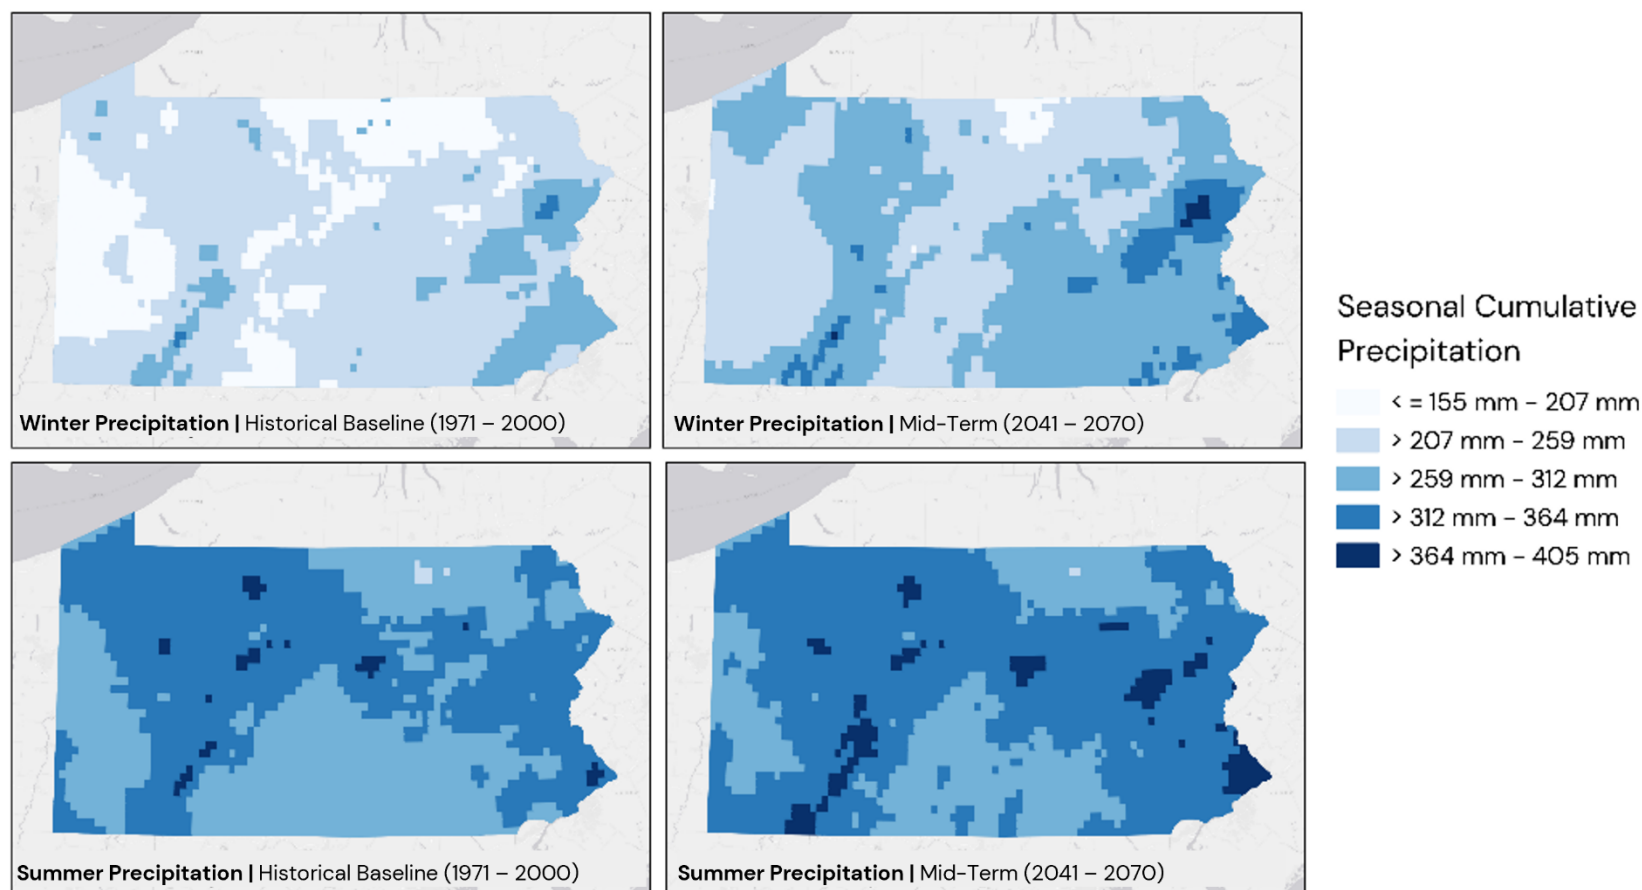 Winter Precipitation | Historical Baseline (1971 – 2000)
Winter Precipitation | Mid-Term (2041 – 2070)
Seasonal Cumulative
Precipitation
< = 155 mm - 207 mm
> 207 mm - 259 mm
> 259 mm - 312 mm
> 312 mm - 364 mm
> 364 mm - 405 mm
Summer Precipitation | Historical Baseline (1971 – 2000)
Summer Precipitation | Mid-Term (2041 – 2070)